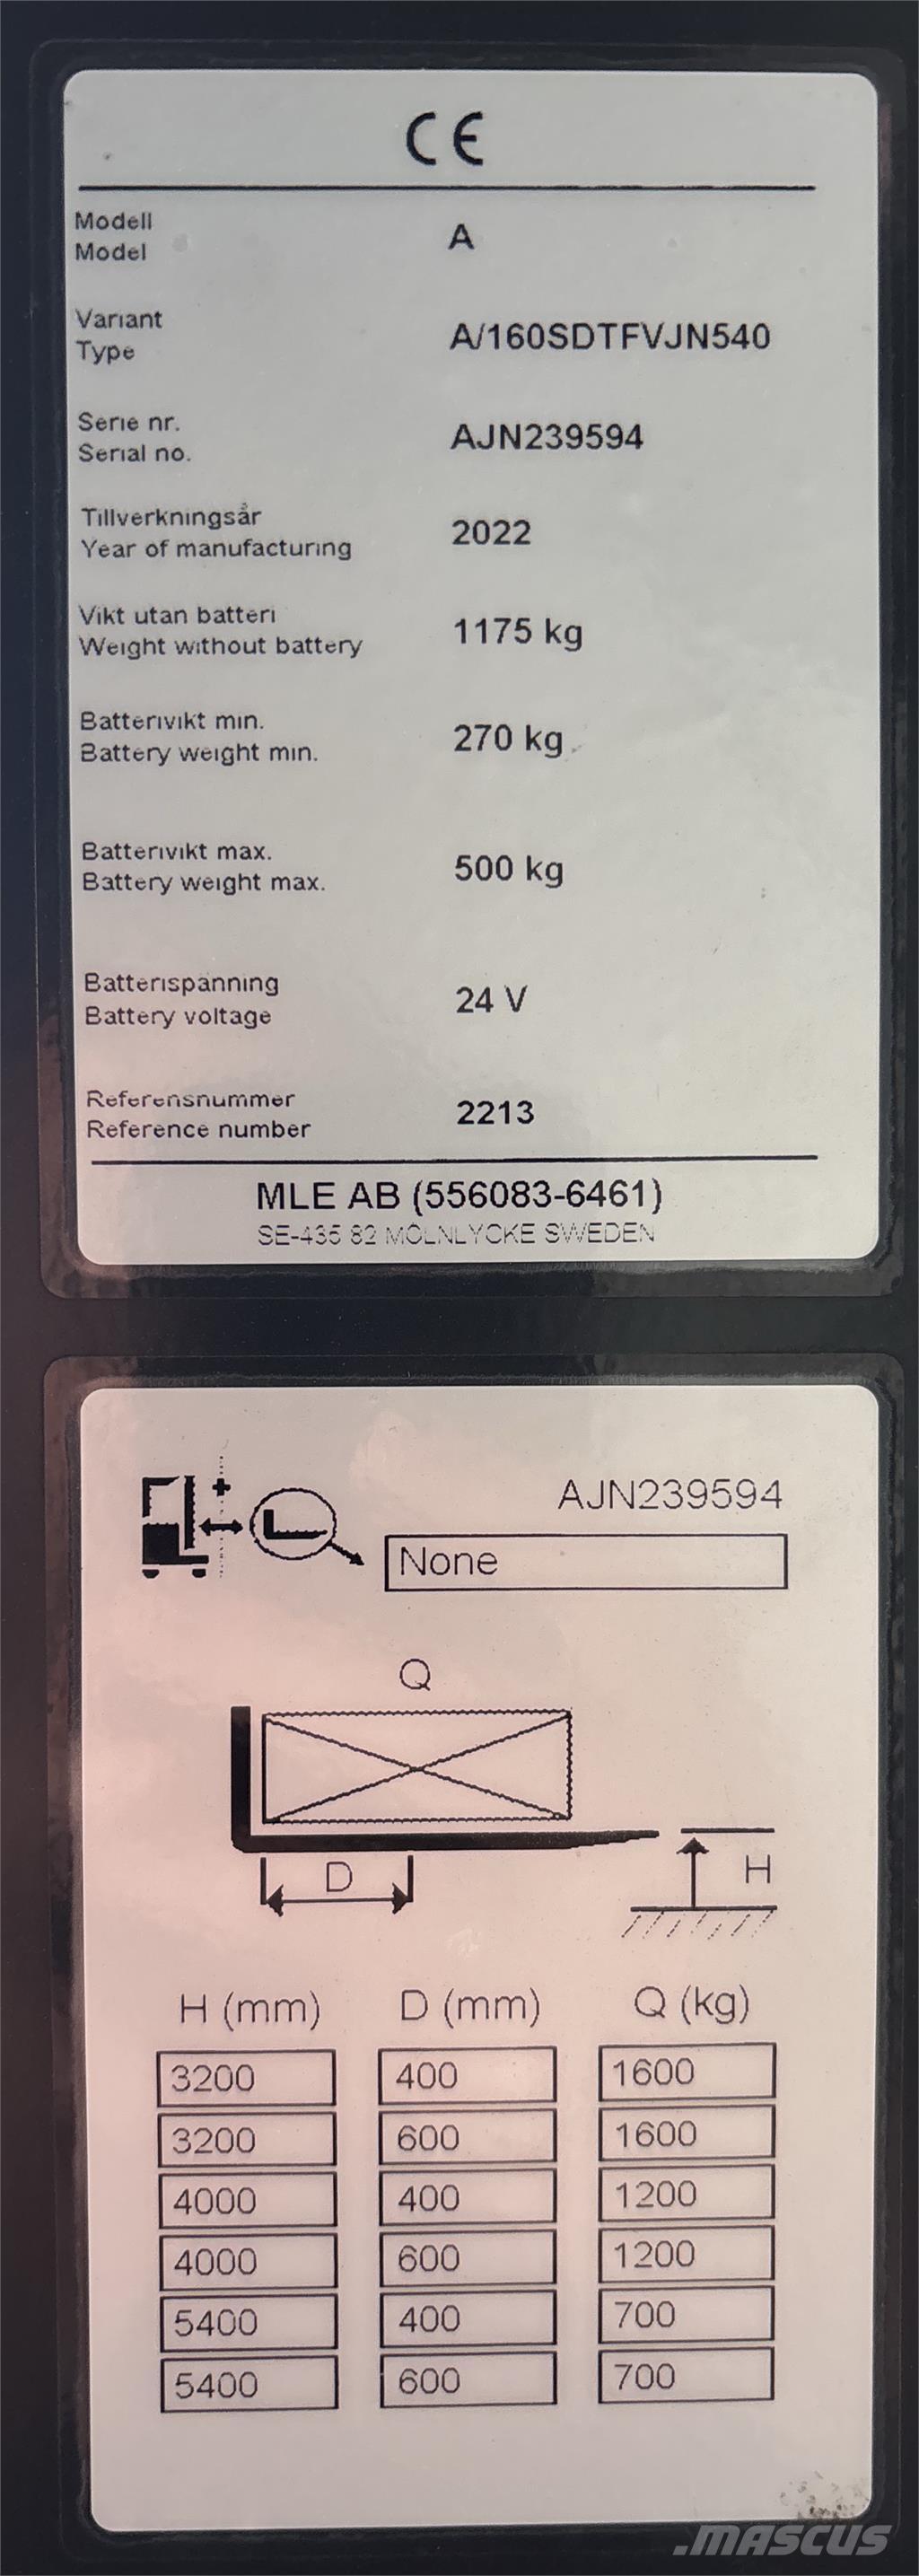 CE
Modell
Model
A
Variant
Type
A/160SDTFVJN540
Serie nr.
Serial no.
AJN239594
Tillverkningsår
Year of manufacturing
2022
Vikt utan batteri
Weight without battery
1175 kg
Batterivikt min.
Battery weight min.
270 kg
Batterivikt max.
Battery weight max.
500 kg
Batterispänning
Battery voltage
24 V
Referensnummer
Reference number
2213
MLE AB (556083-6461)
SE-435 82 MÖLNLYCKE SWEDEN
AJN239594
None
Q
D
H
H (mm) D (mm) Q (kg)
3200 400 1600
3200 600 1600
4000 400 1200
4000 600 1200
5400 400 700
5400 600 700
.MASCUS